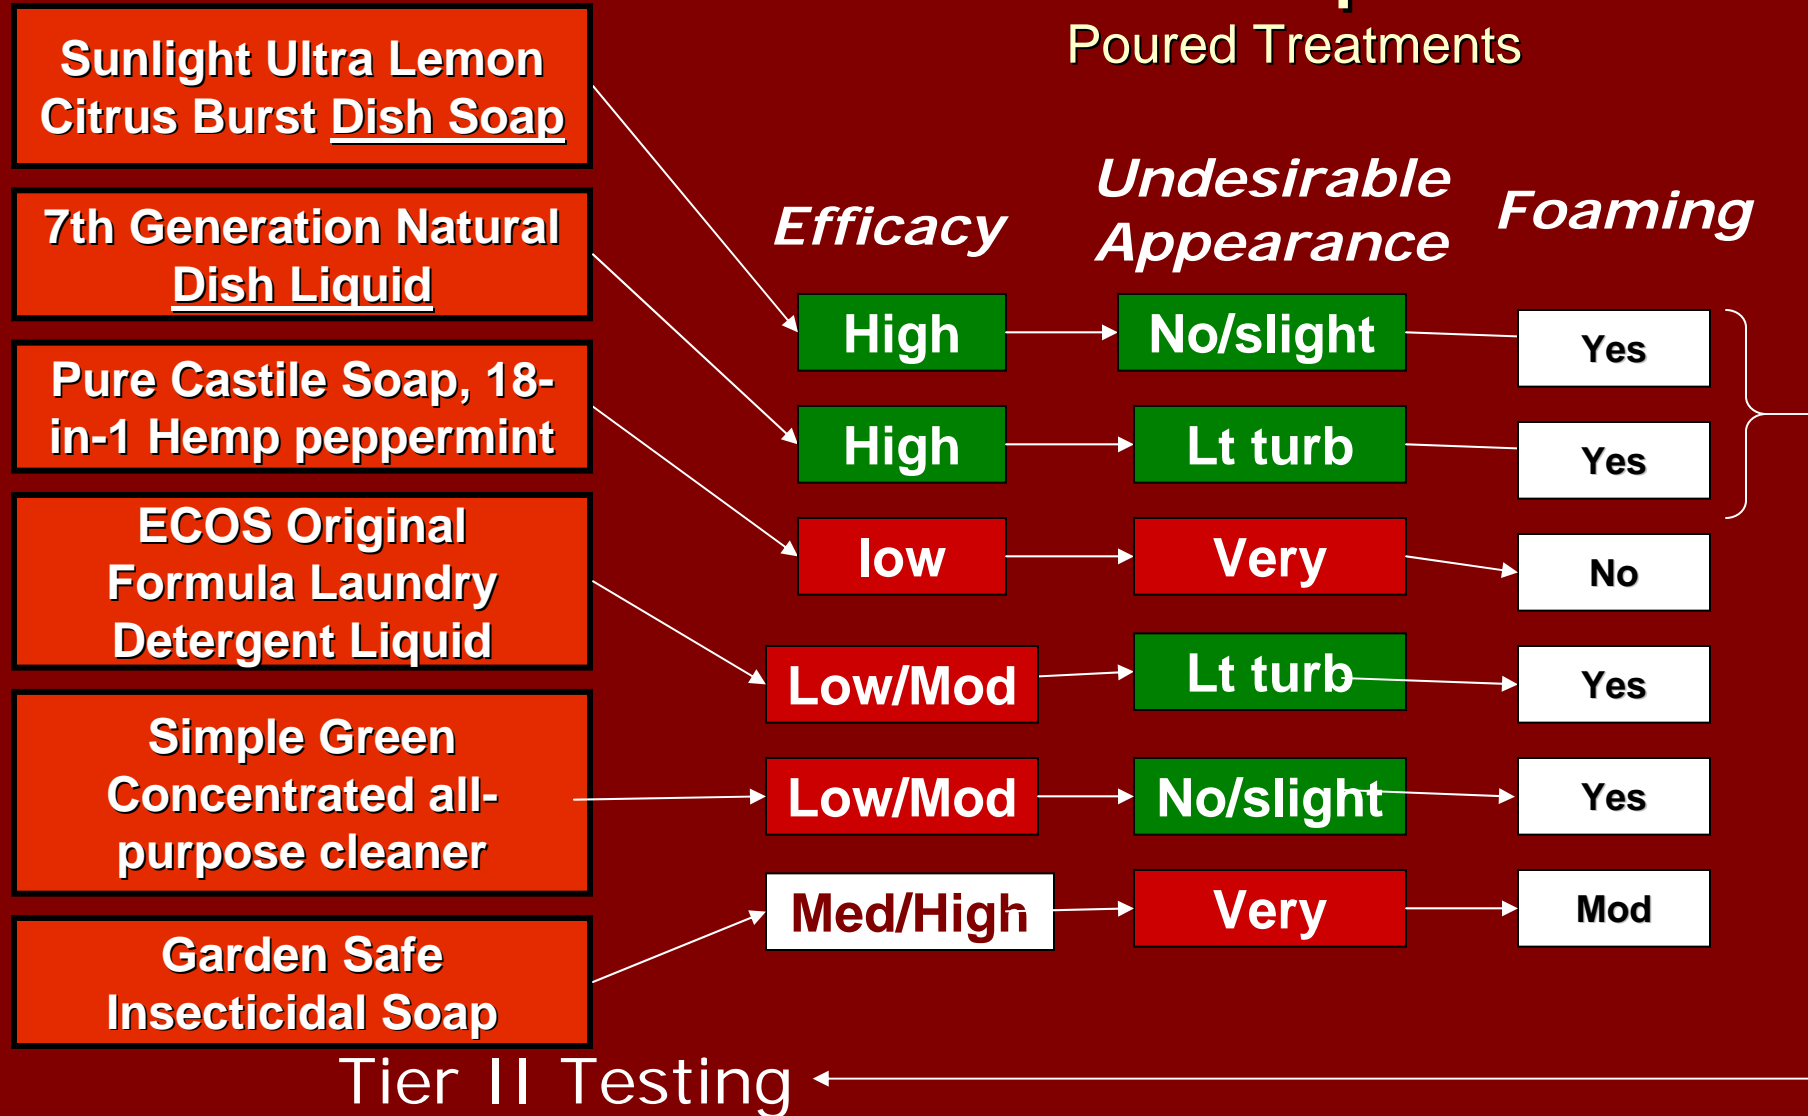 Poured Treatments
Sunlight Ultra Lemon
Citrus Burst Dish Soap
7th Generation Natural
Dish Liquid
Pure Castile Soap, 18-
in-1 Hemp peppermint
ECOS Original
Formula Laundry
Detergent Liquid
Simple Green
Concentrated all-
purpose cleaner
Garden Safe
Insecticidal Soap
Efficacy
Undesirable
Appearance
Foaming
High
No/slight
Yes
High
Lt turb
Yes
low
Very
No
Low/Mod
Lt turb
Yes
Low/Mod
No/slight
Yes
Med/High
Very
Mod
Tier II Testing